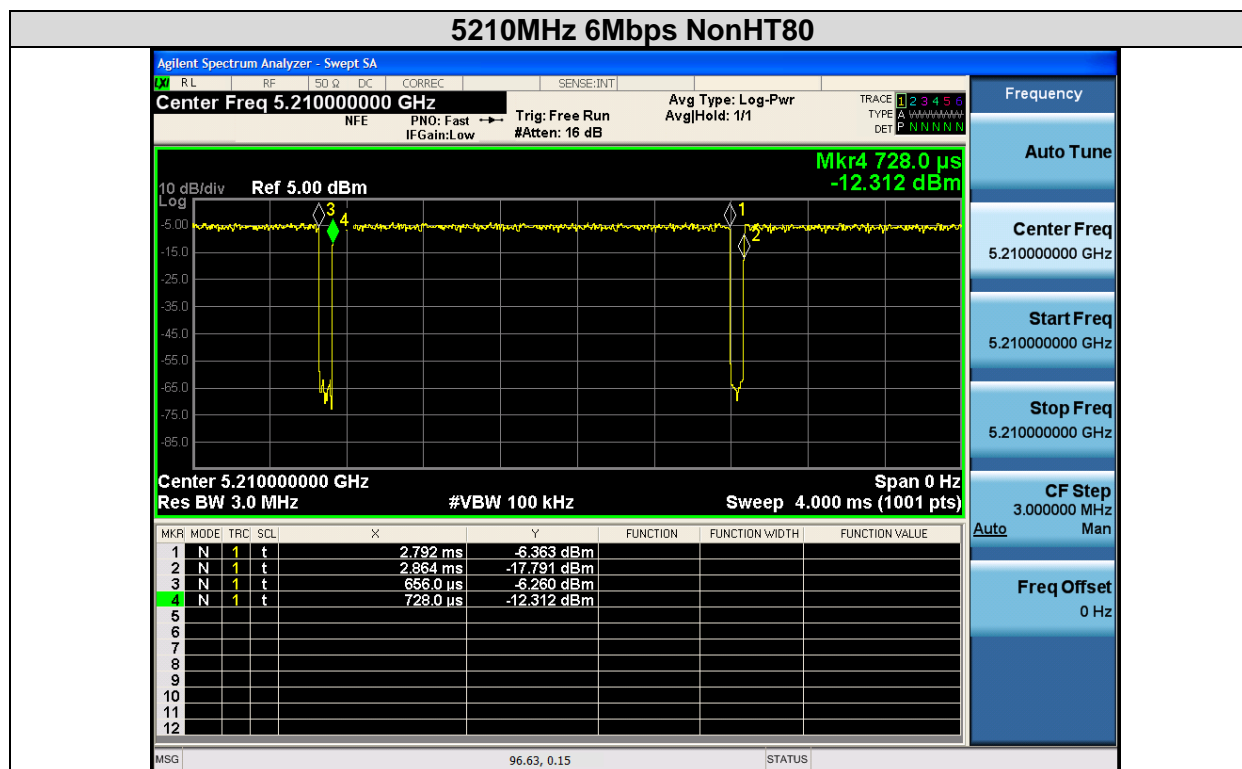 5210MHz 6Mbps NonHT80
Agilent Spectrum Analyzer - Swept SA
LXI RL RF 50 Ω DC CORREC SENSE:INT
Center Freq 5.210000000 GHz
NFE PNO: Fast
IFGain:Low
Trig: Free Run
#Atten: 16 dB
Avg Type: Log-Pwr
Avg|Hold: 1/1
TRACE 1 2 3 4 5 6
TYPE A WWWWW
DET P N N N N N
Mkr4 728.0 µs
-12.312 dBm
10 dB/div Ref 5.00 dBm
Log
3
4
1
2
-5.00
-15.0
-25.0
-35.0
-45.0
-55.0
-65.0
-75.0
-85.0
Center 5.210000000 GHz Span 0 Hz
Res BW 3.0 MHz #VBW 100 kHz Sweep 4.000 ms (1001 pts)
MKR MODE TRC SCL X Y FUNCTION FUNCTION WIDTH FUNCTION VALUE
1 N 1 t 2.792 ms -6.363 dBm
2 N 1 t 2.864 ms -17.791 dBm
3 N 1 t 656.0 µs -6.260 dBm
4 N 1 t 728.0 µs -12.312 dBm
5
6
7
8
9
10
11
12
MSG 96.63, 0.15 STATUS
Frequency
Auto Tune
Center Freq
5.210000000 GHz
Start Freq
5.210000000 GHz
Stop Freq
5.210000000 GHz
CF Step
3.000000 MHz
Auto Man
Freq Offset
0 Hz